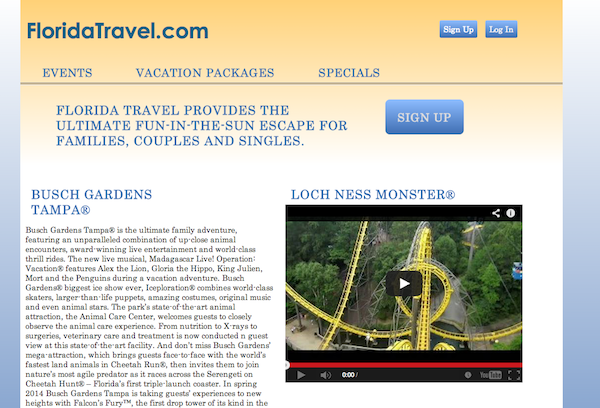 FloridaTravel.com
Sign Up
Log In
EVENTS
VACATION PACKAGES
SPECIALS
FLORIDA TRAVEL PROVIDES THE
ULTIMATE FUN-IN-THE-SUN ESCAPE FOR
FAMILIES, COUPLES AND SINGLES.
SIGN UP
BUSCH GARDENS
TAMPA®
Busch Gardens Tampa® is the ultimate family adventure,
featuring an unparalleled combination of up-close animal
encounters, award-winning live entertainment and world-class
thrill rides. The new live musical, Madagascar Live! Operation:
Vacation® features Alex the Lion, Gloria the Hippo, King Julien,
Mort and the Penguins during a vacation adventure. Busch
Gardens® biggest ice show ever, Iceploration® combines world-class
skaters, larger-than-life puppets, amazing costumes, original music
and even animal stars. The park's state-of-the-art animal
attraction, the Animal Care Center, welcomes guests to closely
observe the animal care experience. From nutrition to X-rays to
surgeries, veterinary care and treatment is now conducted n guest
view at this state-of-the-art facility. And don't miss Busch Gardens'
mega-attraction, which brings guests face-to-face with the world's
fastest land animals in Cheetah Run®, then invites them to join
nature's most agile predator as it races across the Serengeti on
Cheetah Hunt® – Florida's first triple-launch coaster. In spring
2014 Busch Gardens Tampa is taking guests' experiences to new
heights with Falcon's Fury™, the first drop tower of its kind in the
LOCH NESS MONSTER®
0:00 /
YouTube